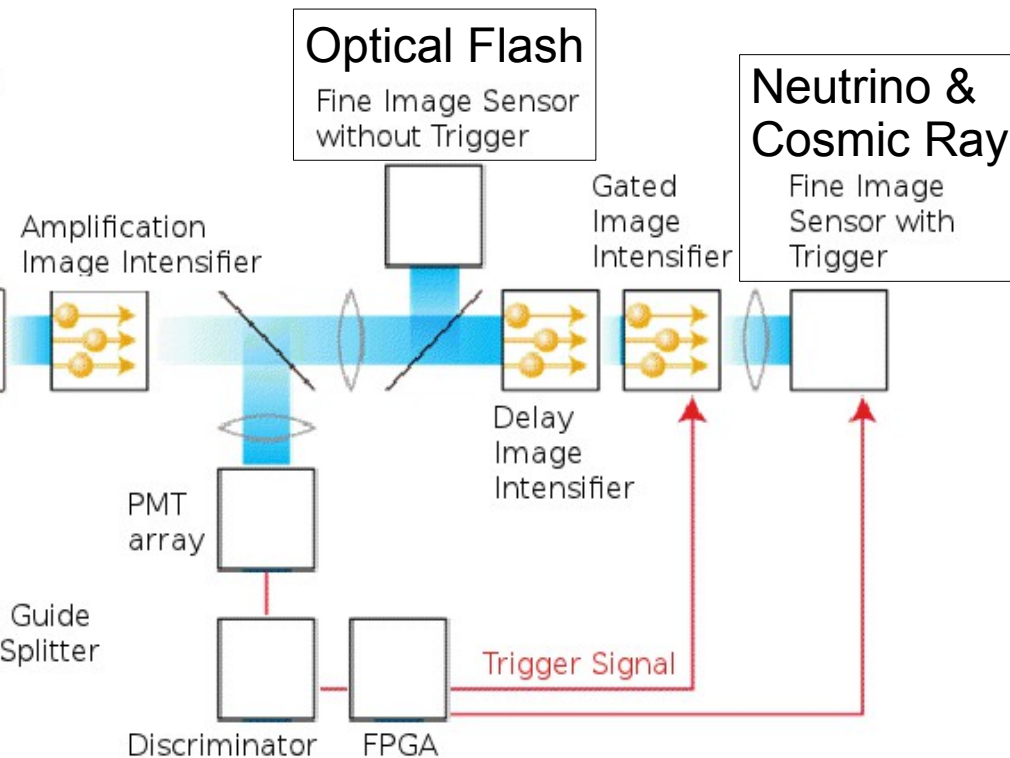 Optical Flash
Fine Image Sensor
without Trigger
Neutrino &
Cosmic Ray
Fine Image
Sensor with
Trigger
Gated
Image
Intensifier
Amplification
Image Intensifier
Delay
Image
Intensifier
PMT
array
Guide
Splitter
Trigger Signal
Discriminator
FPGA